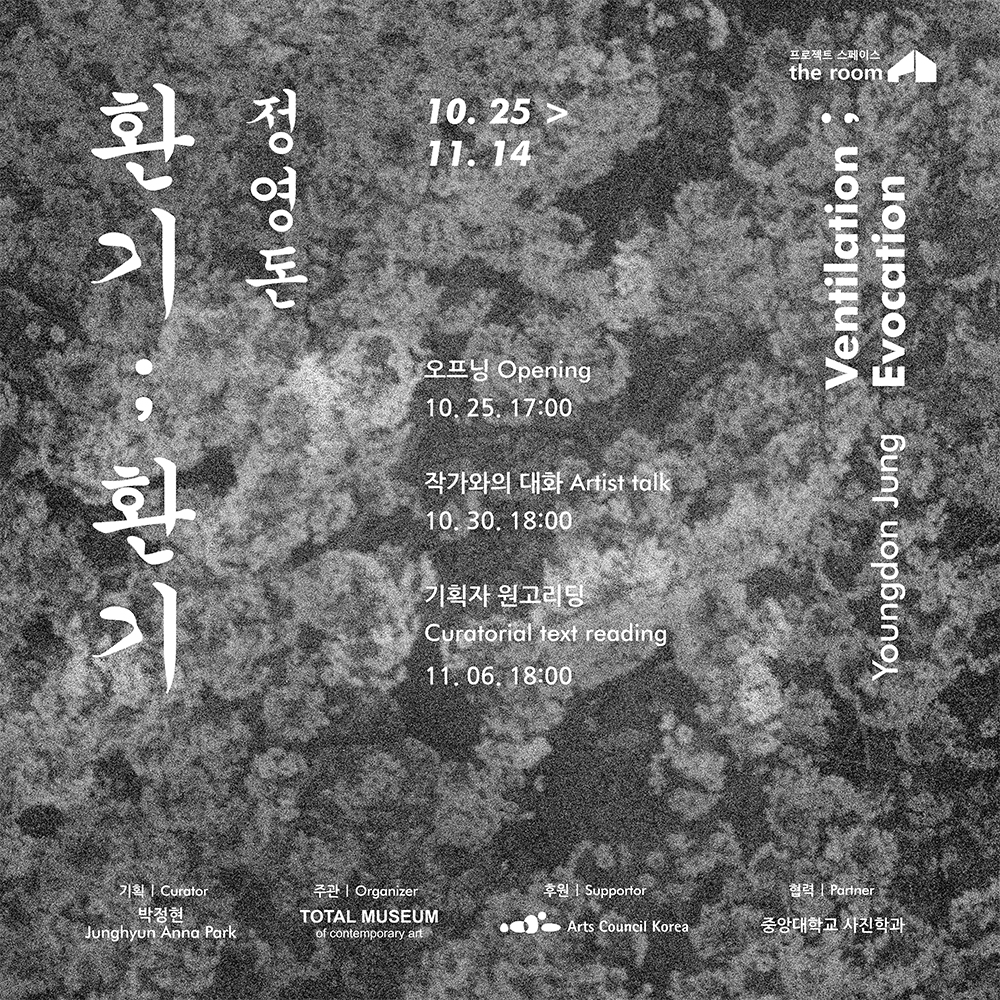 프로젝트 스페이스
the room
환기 ; 환기
정영돈
10. 25 >
11. 14
Ventilation ;
Evocation
Youngdon Jung
오프닝 Opening
10. 25. 17:00
작가와의 대화 Artist talk
10. 30. 18:00
기획자 원고리딩
Curatorial text reading
11. 06. 18:00
기획 | Curator
박정현
Junghyun Anna Park
주관 | Organizer
TOTAL MUSEUM
of contemporary art
후원 | Supportor
Arts Council Korea
협력 | Partner
중앙대학교 사진학과